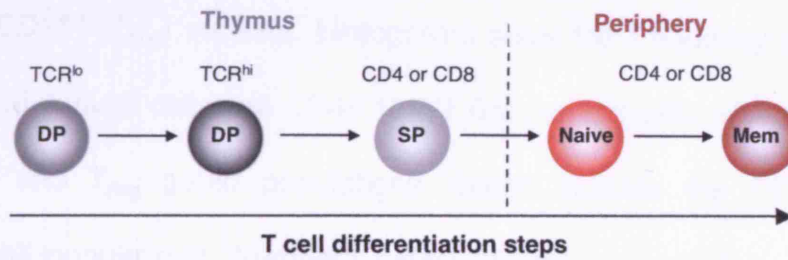 Thymus Periphery
TCRlo TCRhi CD4 or CD8 CD4 or CD8
DP DP SP Naive Mem
T cell differentiation steps